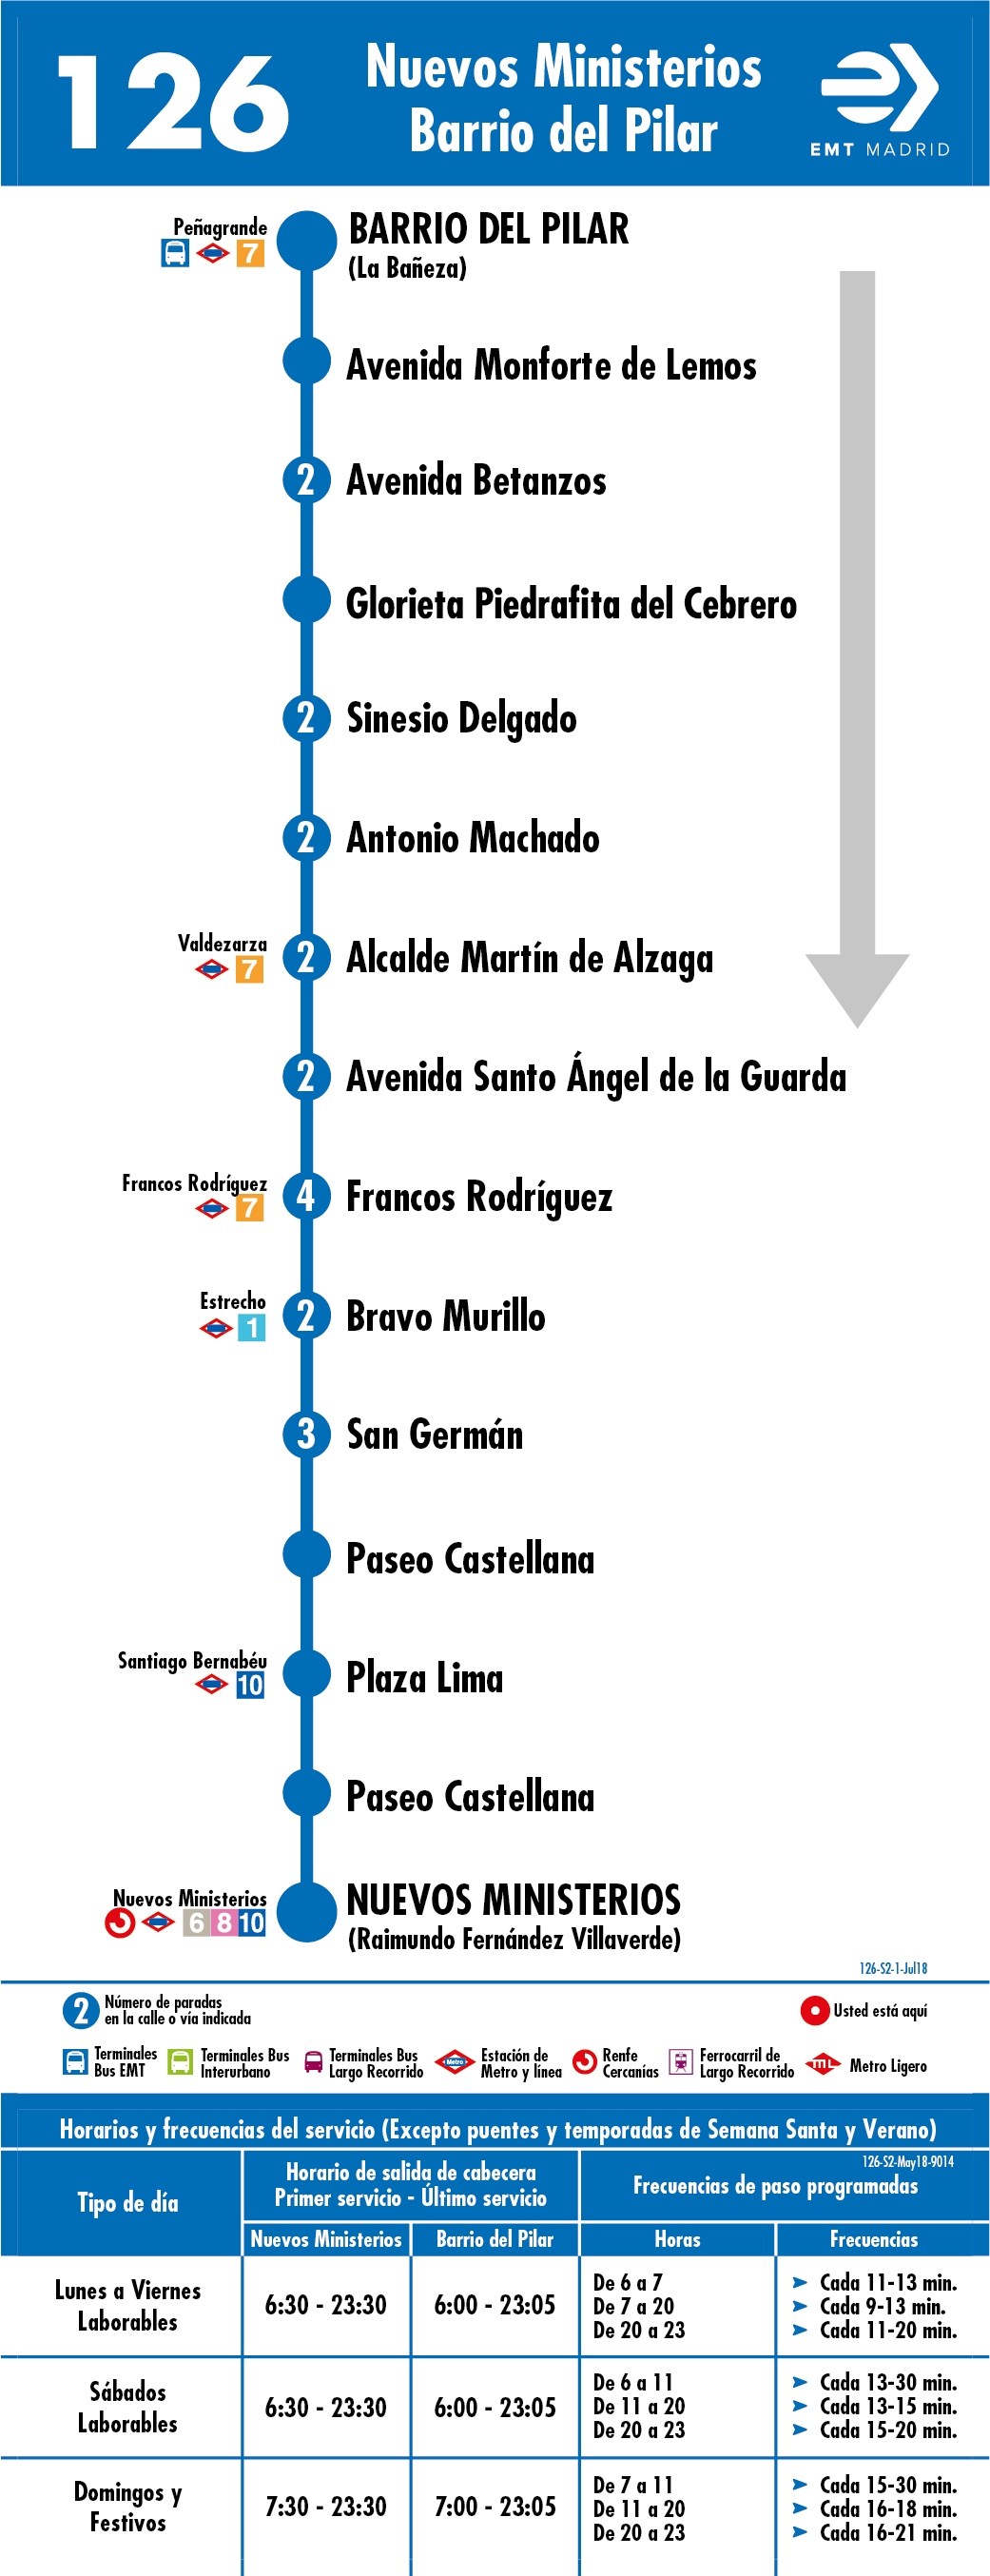 126
Nuevos Ministerios
Barrio del Pilar
EMT MADRID
Peñagrande
7
BARRIO DEL PILAR
(La Bañeza)
Avenida Monforte de Lemos
2 Avenida Betanzos
Glorieta Piedrafita del Cebrero
2 Sinesio Delgado
2 Antonio Machado
Valdezarza
7
2 Alcalde Martín de Alzaga
2 Avenida Santo Ángel de la Guarda
Francos Rodríguez
7
4 Francos Rodríguez
Estrecho
1
2 Bravo Murillo
3 San Germán
Paseo Castellana
Santiago Bernabéu
10
Plaza Lima
Paseo Castellana
Nuevos Ministerios
6 8 10
NUEVOS MINISTERIOS
(Raimundo Fernández Villaverde)
126-S2-1-Jul18
2 Número de paradas
en la calle o vía indicada
Usted está aquí
Terminales
Bus EMT
Terminales Bus
Interurbano
Terminales Bus
Largo Recorrido
Metro
Estación de
Metro y línea
Renfe
Cercanías
Ferrocarril de
Largo Recorrido
ML
Metro Ligero
Horarios y frecuencias del servicio (Excepto puentes y temporadas de Semana Santa y Verano)
126-S2-May18-9014
Tipo de día
Horario de salida de cabecera
Primer servicio - Último servicio
Frecuencias de paso programadas
Nuevos Ministerios
Barrio del Pilar
Horas
Frecuencias
Lunes a Viernes
Laborables
6:30 - 23:30
6:00 - 23:05
De 6 a 7 Cada 11-13 min.
De 7 a 20 Cada 9-13 min.
De 20 a 23 Cada 11-20 min.
Sábados
Laborables
6:30 - 23:30
6:00 - 23:05
De 6 a 11 Cada 13-30 min.
De 11 a 20 Cada 13-15 min.
De 20 a 23 Cada 15-20 min.
Domingos y
Festivos
7:30 - 23:30
7:00 - 23:05
De 7 a 11 Cada 15-30 min.
De 11 a 20 Cada 16-18 min.
De 20 a 23 Cada 16-21 min.